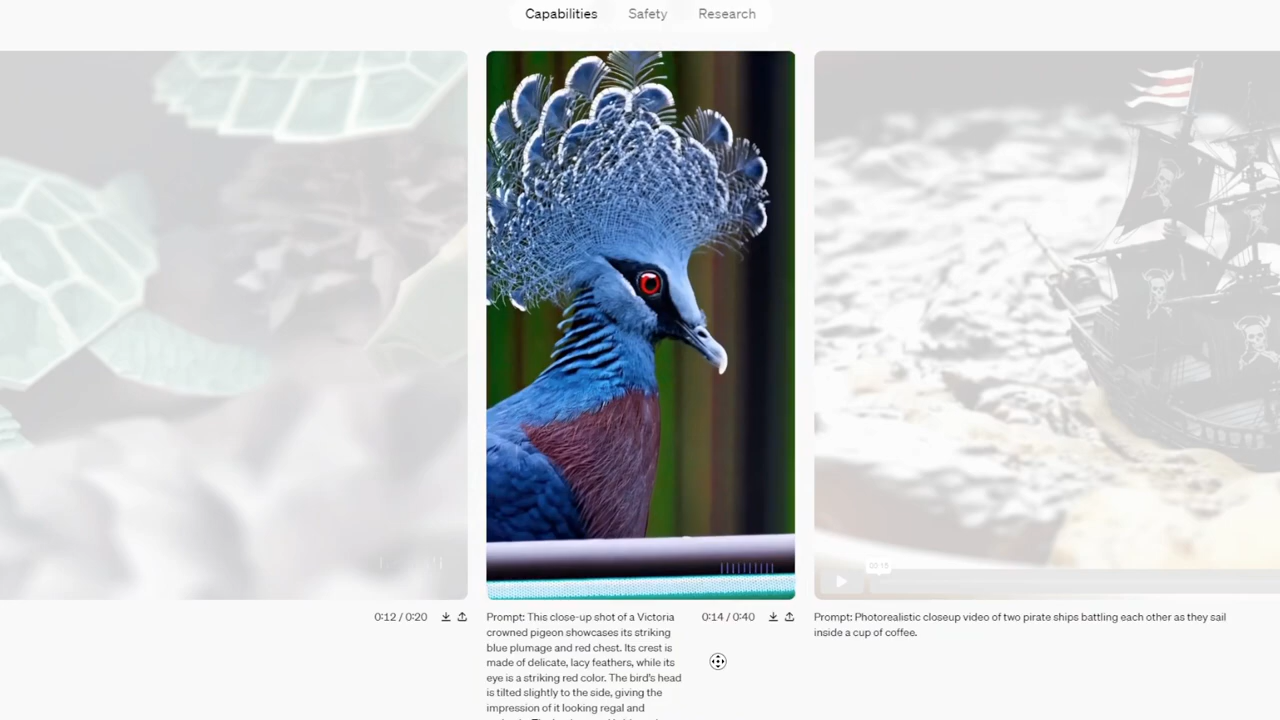 Capabilities Safety Research
00:15
0:12 / 0:20
Prompt: This close-up shot of a Victoria
crowned pigeon showcases its striking
blue plumage and red chest. Its crest is
made of delicate, lacy feathers, while its
eye is a striking red color. The bird's head
is tilted slightly to the side, giving the
impression of it looking regal and
0:14 / 0:40
Prompt: Photorealistic closeup video of two pirate ships battling each other as they sail
inside a cup of coffee.